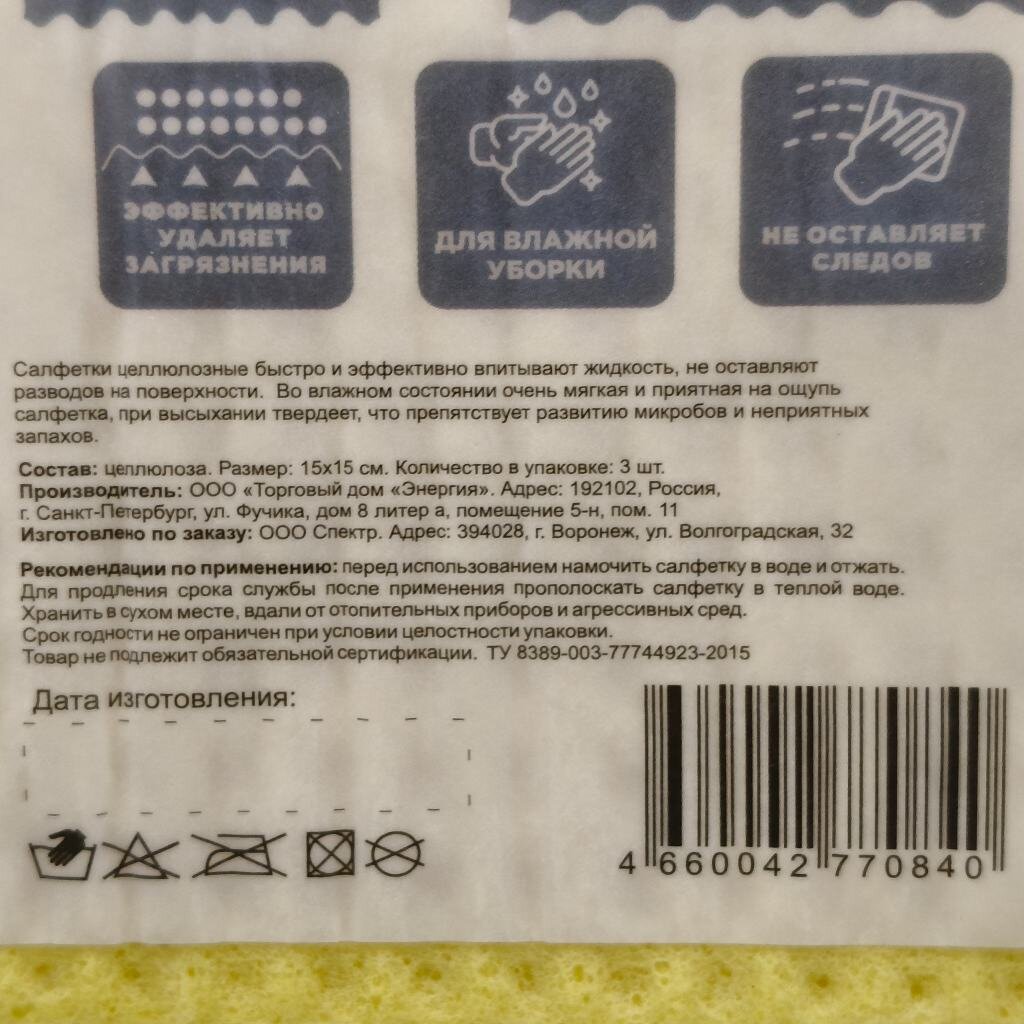 ЭФФЕКТИВНО
УДАЛЯЕТ
ЗАГРЯЗНЕНИЯ
ДЛЯ ВЛАЖНОЙ
УБОРКИ
НЕ ОСТАВЛЯЕТ
СЛЕДОВ
Салфетки целлюлозные быстро и эффективно впитывают жидкость, не оставляют
разводов на поверхности. Во влажном состоянии очень мягкая и приятная на ощупь
салфетка, при высыхании твердеет, что препятствует развитию микробов и неприятных
запахов.
Состав: целлюлоза. Размер: 15х15 см. Количество в упаковке: 3 шт.
Производитель: ООО «Торговый дом «Энергия». Адрес: 192102, Россия,
г. Санкт-Петербург, ул. Фучика, дом 8 литер а, помещение 5-н, пом. 11
Изготовлено по заказу: ООО Спектр. Адрес: 394028, г. Воронеж, ул. Волгоградская, 32
Рекомендации по применению: перед использованием намочить салфетку в воде и отжать.
Для продления срока службы после применения прополоскать салфетку в теплой воде.
Хранить в сухом месте, вдали от отопительных приборов и агрессивных сред.
Срок годности не ограничен при условии целостности упаковки.
Товар не подлежит обязательной сертификации. ТУ 8389-003-77744923-2015
Дата изготовления:
4 660042 770840